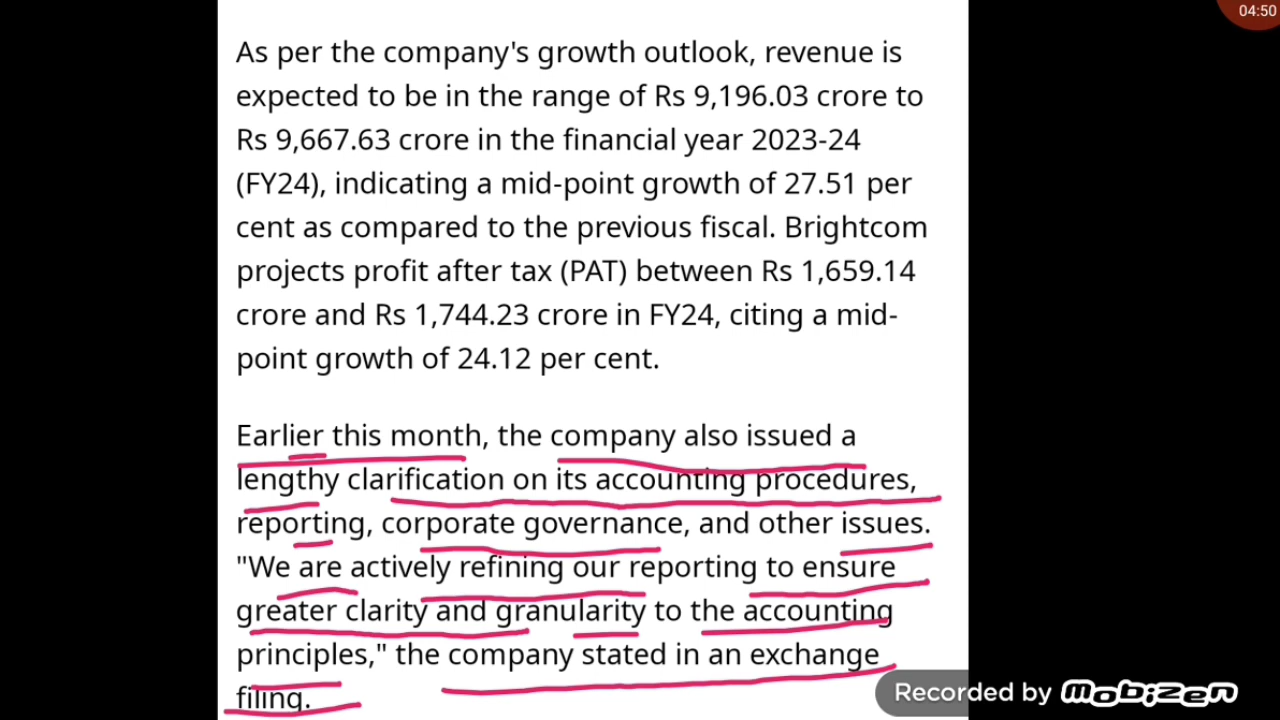 04:50
As per the company's growth outlook, revenue is
expected to be in the range of Rs 9,196.03 crore to
Rs 9,667.63 crore in the financial year 2023-24
(FY24), indicating a mid-point growth of 27.51 per
cent as compared to the previous fiscal. Brightcom
projects profit after tax (PAT) between Rs 1,659.14
crore and Rs 1,744.23 crore in FY24, citing a mid-
point growth of 24.12 per cent.
Earlier this month, the company also issued a
lengthy clarification on its accounting procedures,
reporting, corporate governance, and other issues.
"We are actively refining our reporting to ensure
greater clarity and granularity to the accounting
principles," the company stated in an exchange
filing.
Recorded by Mobizen